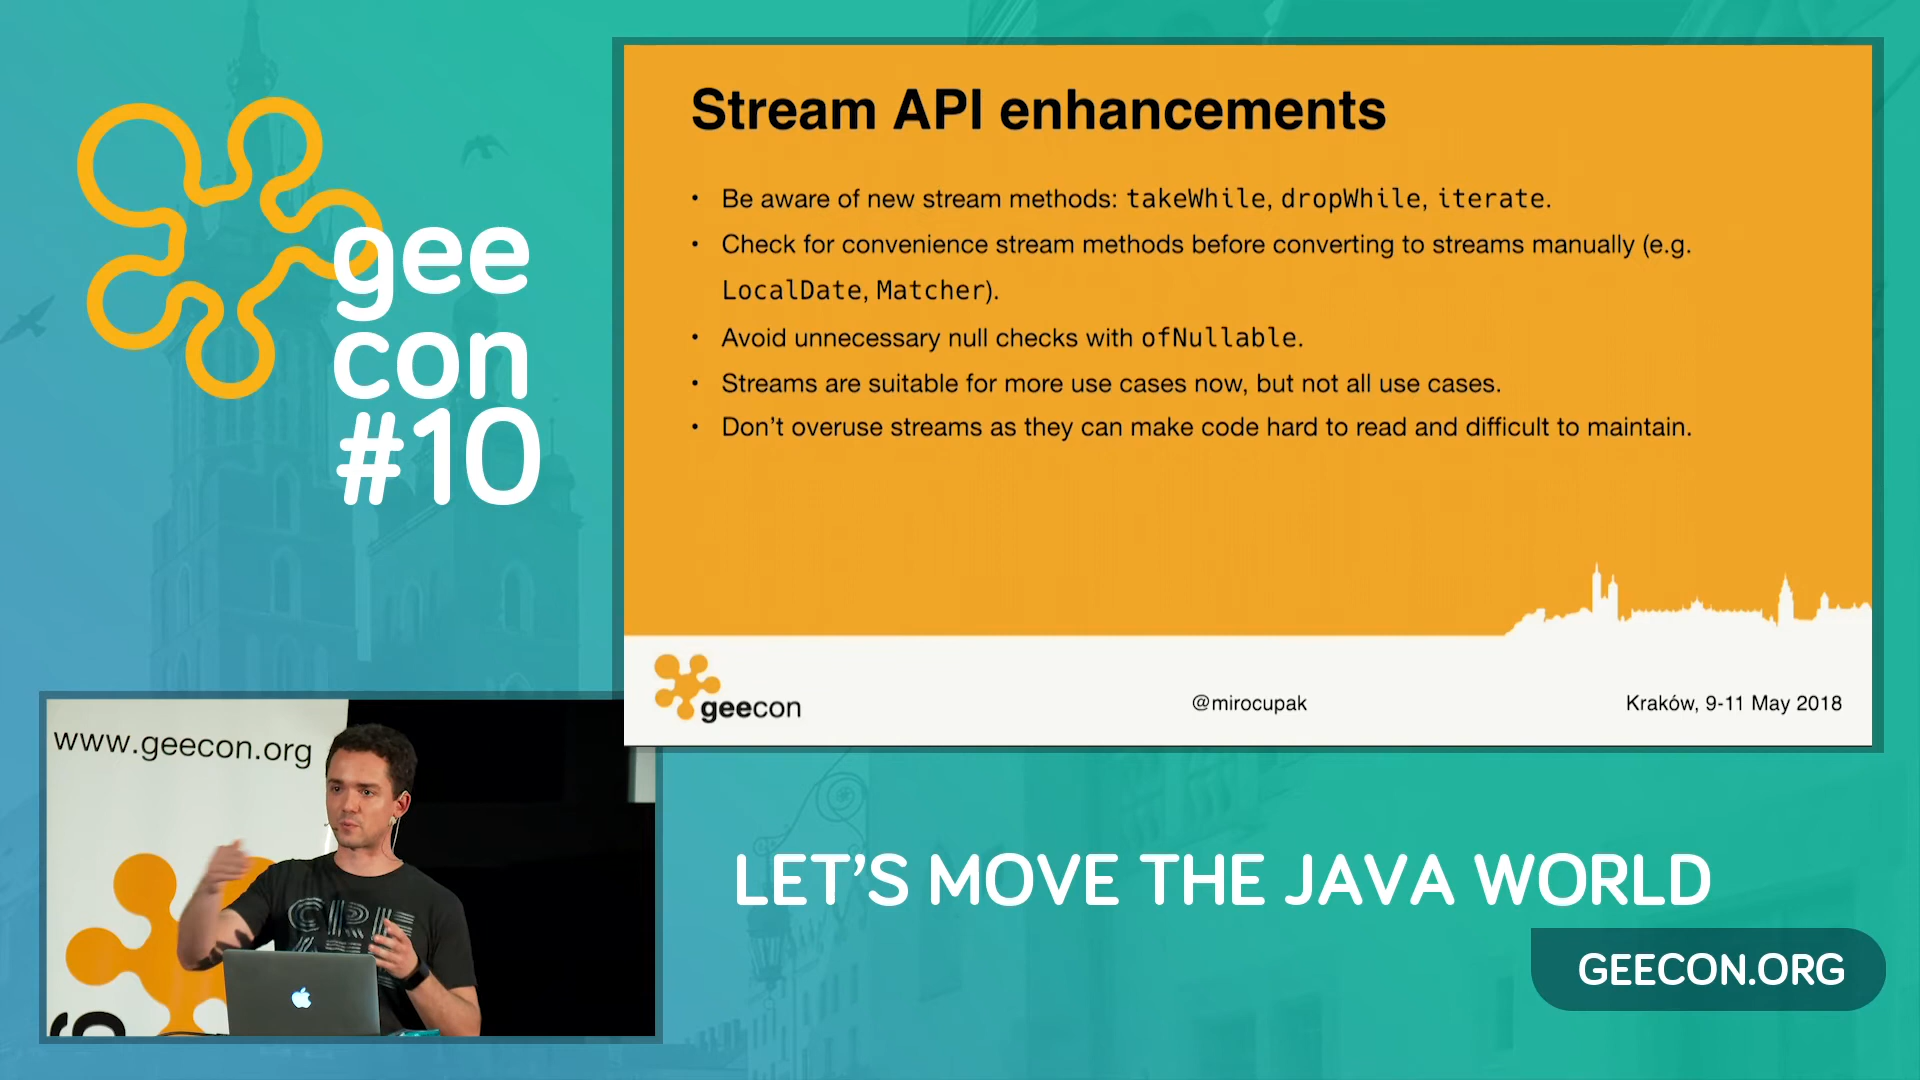 gee
con
#10
Stream API enhancements
• Be aware of new stream methods: takeWhile, dropWhile, iterate.
• Check for convenience stream methods before converting to streams manually (e.g.
LocalDate, Matcher).
• Avoid unnecessary null checks with ofNullable.
• Streams are suitable for more use cases now, but not all use cases.
• Don’t overuse streams as they can make code hard to read and difficult to maintain.
geecon
@mirocupak
Kraków, 9-11 May 2018
www.geecon.org
LET’S MOVE THE JAVA WORLD
GEECON.ORG